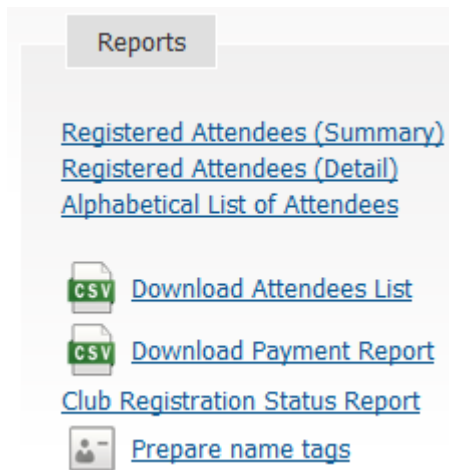 Reports
Registered Attendees (Summary)
Registered Attendees (Detail)
Alphabetical List of Attendees
CSV Download Attendees List
CSV Download Payment Report
Club Registration Status Report
Prepare name tags